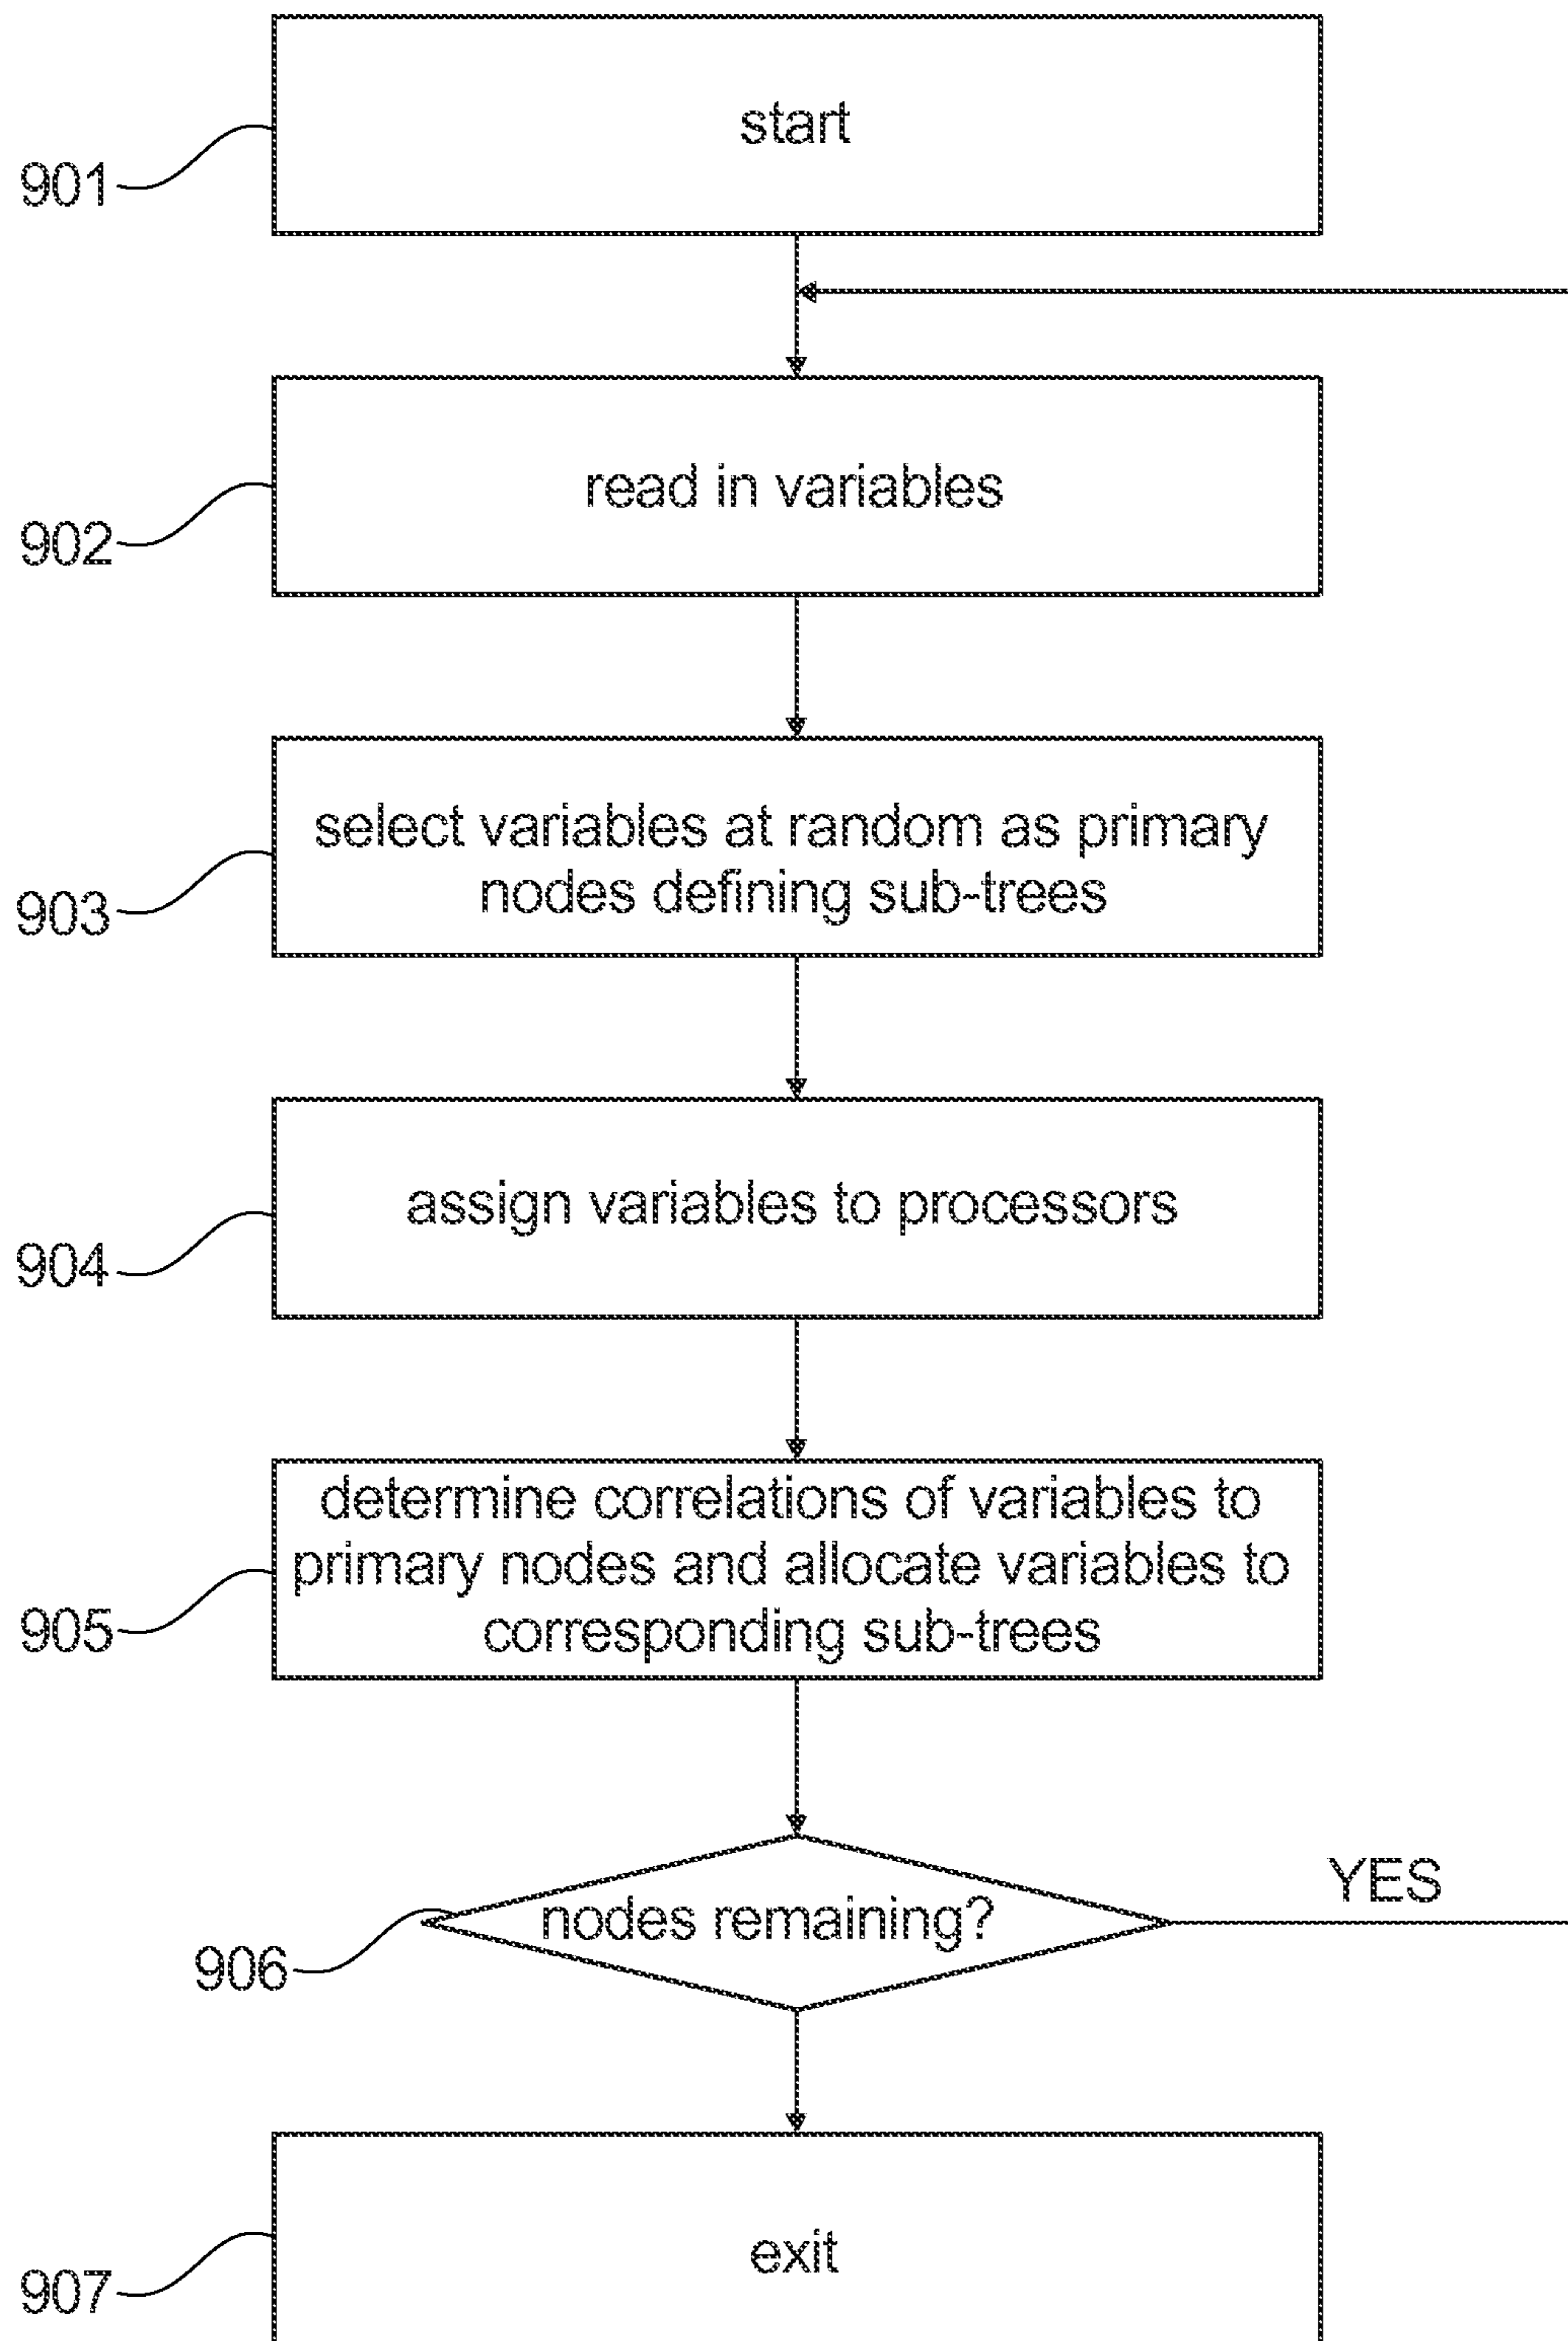 start
901
read in variables
902
select variables at random as primary
nodes defining sub-trees
903
assign variables to processors
904
determine correlations of variables to
primary nodes and allocate variables to
corresponding sub-trees
905
YES
nodes remaining?
906
exit
907